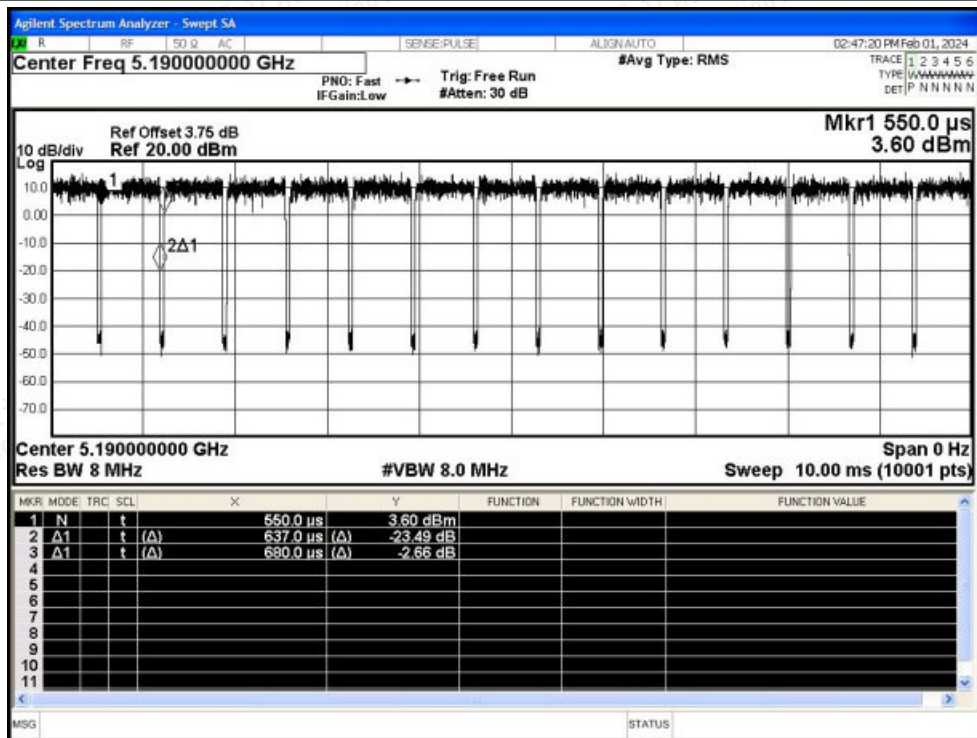 Agilent Spectrum Analyzer - Swept SA
LXI R RF 50 Ω AC SENSE:PULSE ALIGN AUTO 02:47:20 PM Feb 01, 2024
Center Freq 5.190000000 GHz #Avg Type: RMS TRACE 1 2 3 4 5 6
PNO: Fast Trig: Free Run TYPE WWWWWW
IFGain:Low #Atten: 30 dB DET P N N N N N
Mkr1 550.0 µs
Ref Offset 3.75 dB
10 dB/div Ref 20.00 dBm 3.60 dBm
Log
10.0
1
0.00
-10.0
2Δ1
-20.0
-30.0
-40.0
-50.0
-60.0
-70.0
Center 5.190000000 GHz Span 0 Hz
Res BW 8 MHz #VBW 8.0 MHz Sweep 10.00 ms (10001 pts)
MKR MODE TRC SCL X Y FUNCTION FUNCTION WIDTH FUNCTION VALUE
1 N t 550.0 µs 3.60 dBm
2 Δ1 t (Δ) 637.0 µs (Δ) -23.49 dB
3 Δ1 t (Δ) 680.0 µs (Δ) -2.66 dB
4
5
6
7
8
9
10
11
MSG STATUS